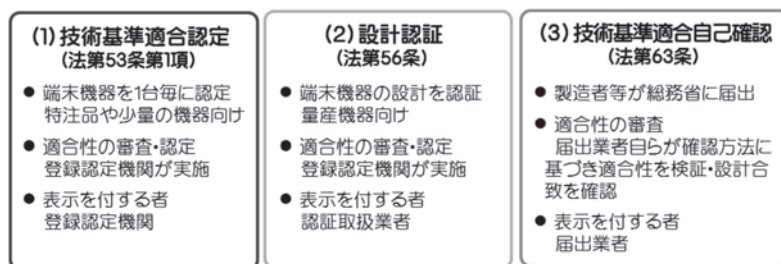 (1) 技術基準適合認定
(法第53条第1項)
● 端末機器を1台毎に認定
特注品や少量の機器向け
● 適合性の審査・認定
登録認定機関が実施
● 表示を付する者
登録認定機関
(2) 設計認証
(法第56条)
● 端末機器の設計を認証
量産機器向け
● 適合性の審査・認定
登録認定機関が実施
● 表示を付する者
認証取扱業者
(3) 技術基準適合自己確認
(法第63条)
● 製造者等が総務省に届出
● 適合性の審査
届出業者自らが確認方法に
基づき適合性を検証・設計合
致を確認
● 表示を付する者
届出業者